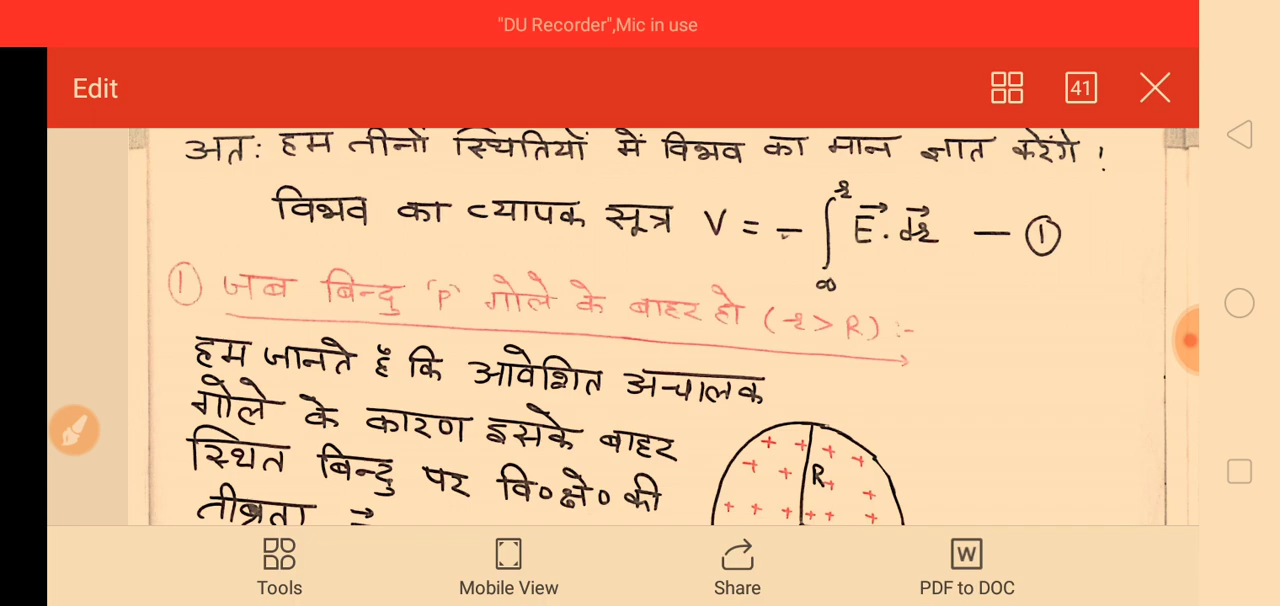 "DU Recorder",Mic in use
Edit
41
अतः हम तीनों स्थितियों में विभव का मान ज्ञात करेंगे !
विभव का व्यापक सूत्र V = - ∫∞r E⃗. dr⃗ — ①
① जब बिन्दु 'P' गोले के बाहर हो (r > R) :-
हम जानते हैं कि आवेशित अचालक
गोले के कारण इसके बाहर
स्थित बिन्दु पर वि० क्षे० की
तीव्रता
R
Tools
Mobile View
Share
W
PDF to DOC